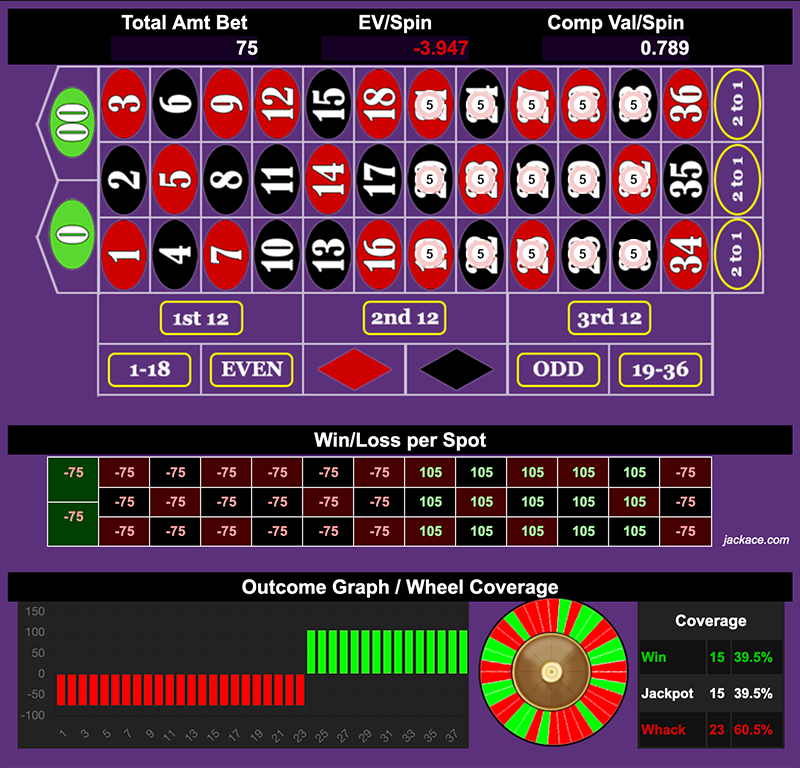 Total Amt Bet EV/Spin Comp Val/Spin
75 -3.947 0.789
00 3 6 9 12 15 18 5 5 5 5 5 36 2 to 1
2 5 8 11 14 17 5 5 5 5 5 35 2 to 1
0 1 4 7 10 13 16 5 5 5 5 5 34 2 to 1
1st 12 2nd 12 3rd 12
1-18 EVEN ODD 19-36
Win/Loss per Spot
-75 -75 -75 -75 -75 -75 -75 105 105 105 105 105 -75
-75 -75 -75 -75 -75 -75 105 105 105 105 105 -75
-75 -75 -75 -75 -75 -75 -75 105 105 105 105 105 -75
jackace.com
Outcome Graph / Wheel Coverage
150
100
50
0
-50
-100
1 3 5 7 9 11 13 15 17 19 21 23 25 27 29 31 33 35 37
Coverage
Win 15 39.5%
Jackpot 15 39.5%
Whack 23 60.5%